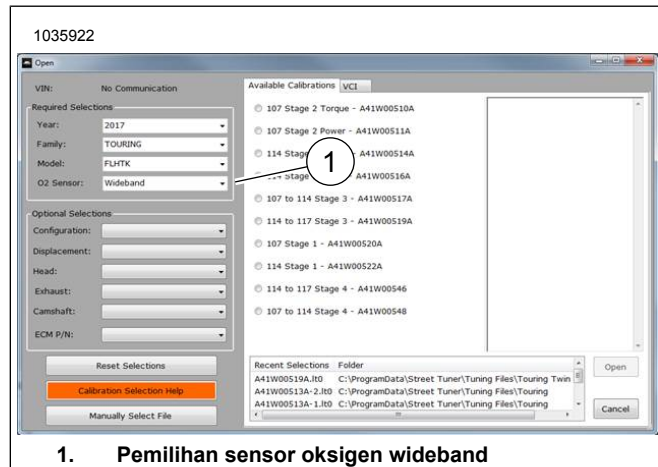 1035922
Open
VIN: No Communication
Required Selections
Year: 2017
Family: TOURING
Model: FLHTK
O2 Sensor: Wideband
Optional Selections
Configuration:
Displacement:
Head:
Exhaust:
Camshaft:
ECM P/N:
Reset Selections
Calibration Selection Help
Manually Select File
Available Calibrations VCI
107 Stage 2 Torque - A41W00510A
107 Stage 2 Power - A41W00511A
114 Stage A41W00514A
1
114 Stage A41W00516A
107 to 114 Stage 3 - A41W00517A
114 to 117 Stage 3 - A41W00519A
107 Stage 1 - A41W00520A
114 Stage 1 - A41W00522A
114 to 117 Stage 4 - A41W00546
107 to 114 Stage 4 - A41W00548
Recent Selections Folder
A41W00519A.lt0 C:\ProgramData\Street Tuner\Tuning Files\Touring Twin
A41W00513A-2.lt0 C:\ProgramData\Street Tuner\Tuning Files\Touring
A41W00513A-1.lt0 C:\ProgramData\Street Tuner\Tuning Files\Touring
Open
Cancel
1. Pemilihan sensor oksigen wideband